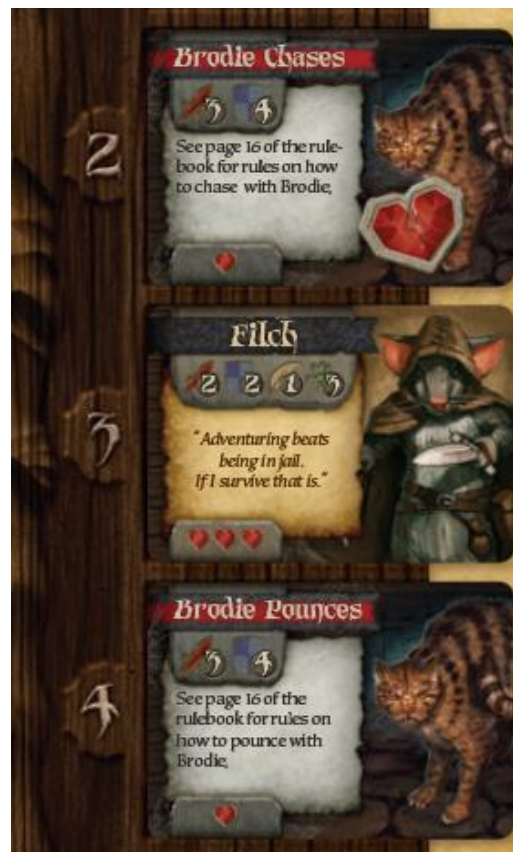 2
Brodie Chases
3 4
See page 16 of the rule-
book for rules on how
to chase with Brodie.
3
Filch
2 2 1 3
"Adventuring beats
being in jail.
If I survive that is."
4
Brodie Pounces
3 4
See page 16 of the
rulebook for rules on
how to pounce with
Brodie.